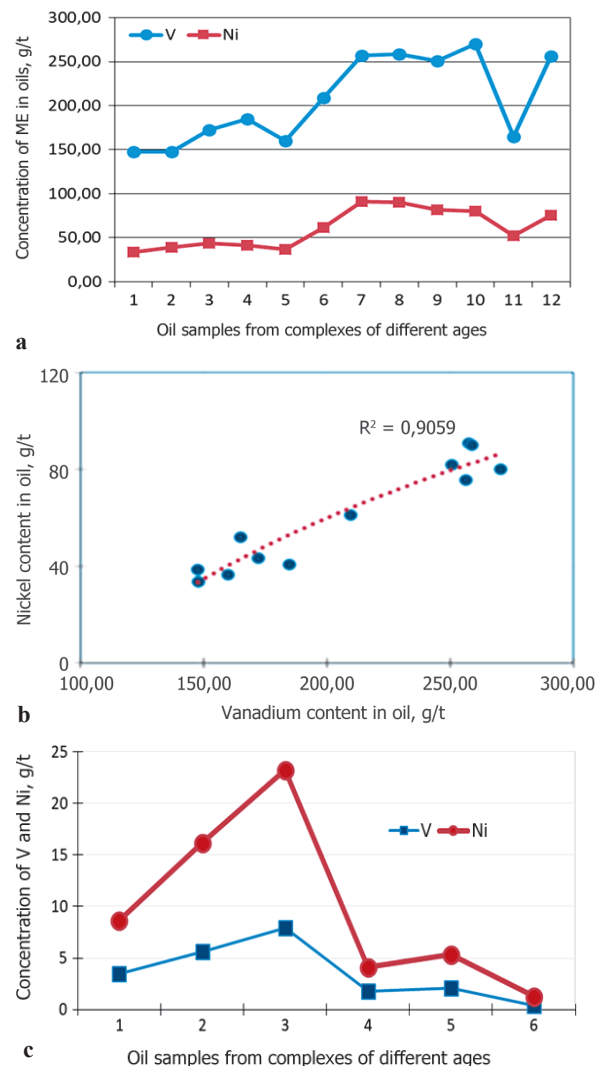 Concentration of ME in oils, g/t
300,00
250,00
200,00
150,00
100,00
50,00
0,00
V Ni
1 2 3 4 5 6 7 8 9 10 11 12
Oil samples from complexes of different ages
a
Nickel content in oil, g/t
120
80
40
0
R² = 0,9059
100,00 150,00 200,00 250,00 300,00
Vanadium content in oil, g/t
b
Concentration of V and Ni, g/t
25
20
15
10
5
0
V Ni
1 2 3 4 5 6
Oil samples from complexes of different ages
c